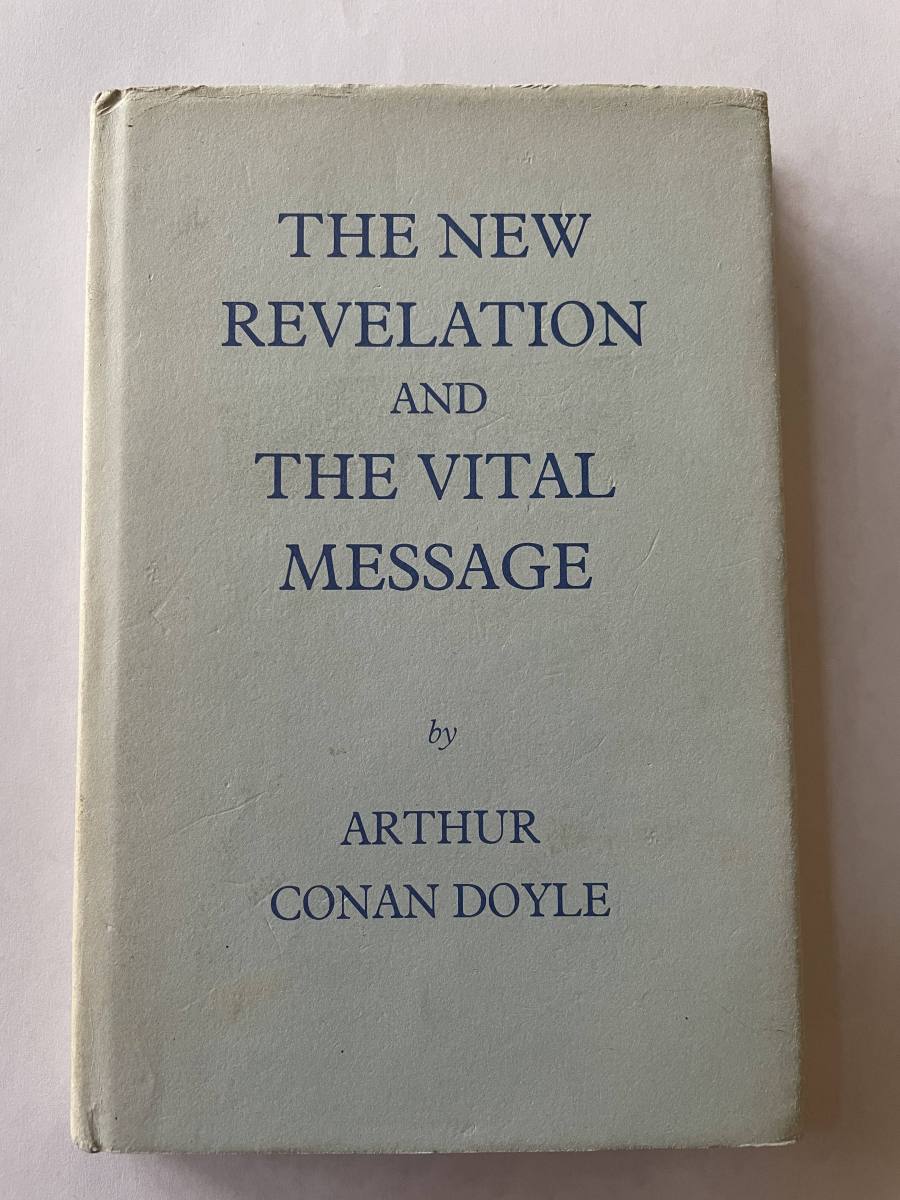 THE NEW
REVELATION
AND
THE VITAL
MESSAGE
by
ARTHUR
CONAN DOYLE